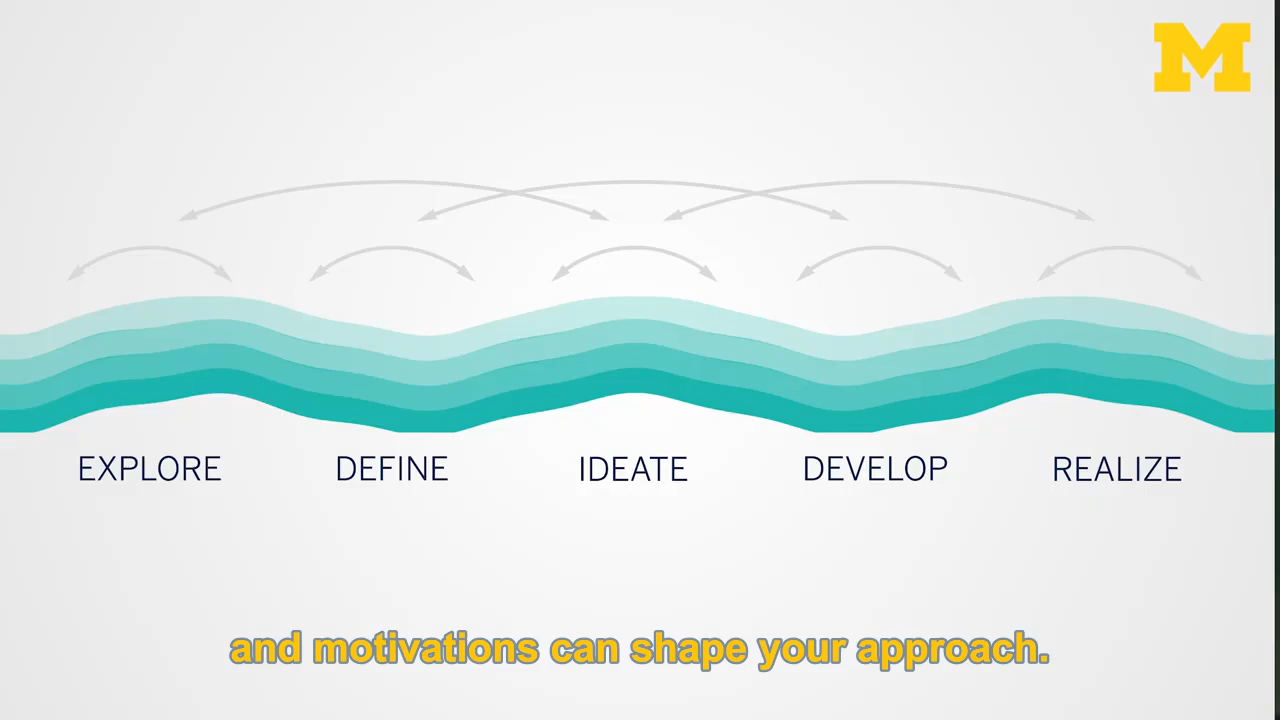 M
EXPLORE DEFINE IDEATE DEVELOP REALIZE
and motivations can shape your approach.